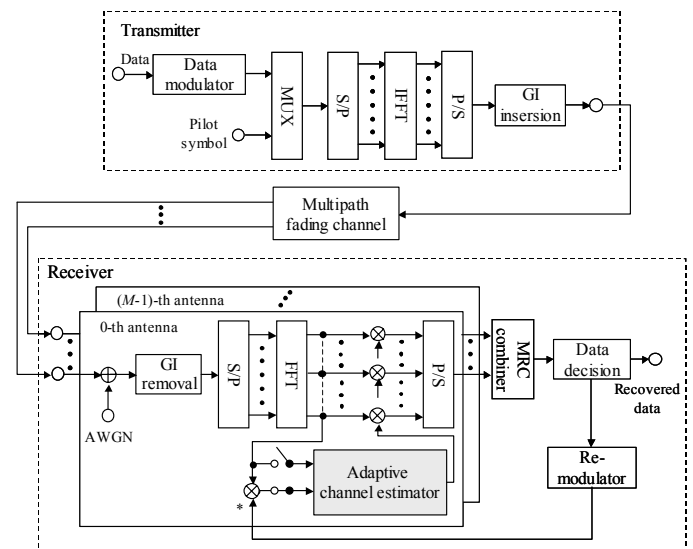 Transmitter
Data
Data
modulator
Pilot
symbol
MUX
S/P
IFFT
P/S
GI
insersion
Multipath
fading channel
Receiver
(M-1)-th antenna
0-th antenna
AWGN
GI
removal
S/P
FFT
P/S
MRC
combiner
Data
decision
Recovered
data
Adaptive
channel estimator
*
Re-
modulator